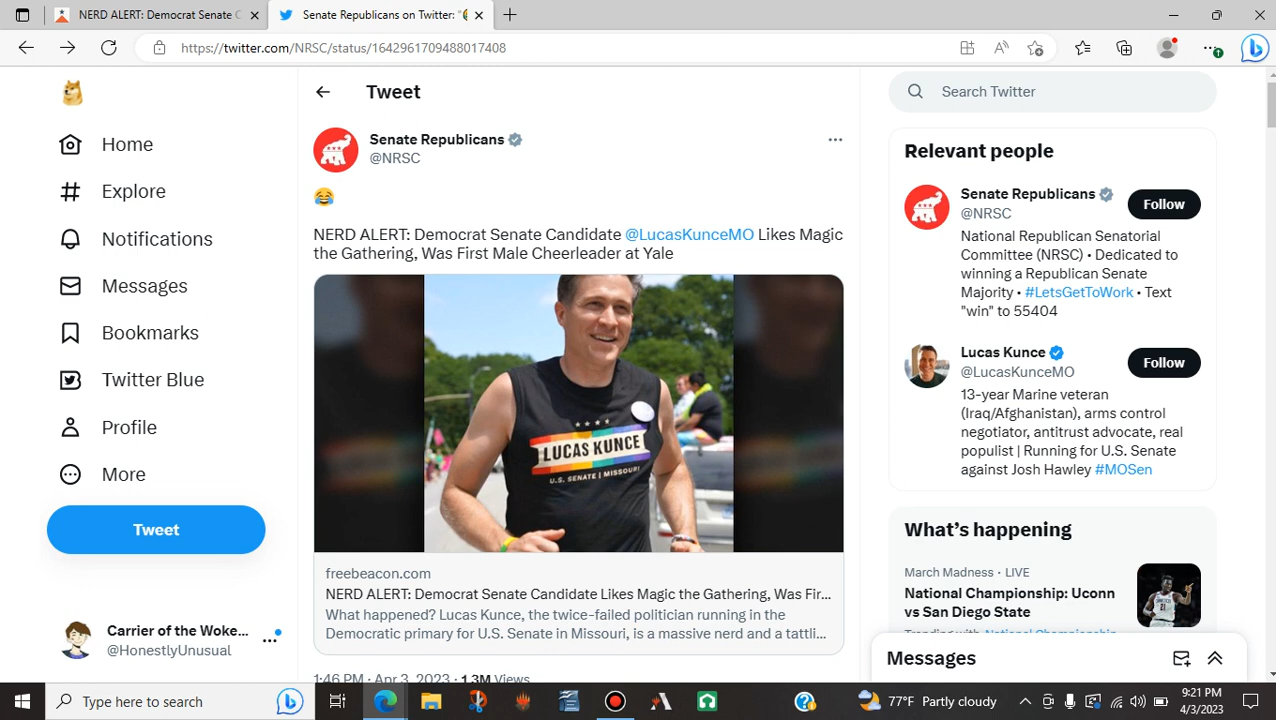 NERD ALERT: Democrat Senate C
Senate Republicans on Twitter: "
https://twitter.com/NRSC/status/1642961709488017408
Home
Explore
Notifications
Messages
Bookmarks
Twitter Blue
Profile
More
Tweet
Carrier of the Woke...
@HonestlyUnusual
Tweet
Senate Republicans
@NRSC
😂
NERD ALERT: Democrat Senate Candidate @LucasKunceMO Likes Magic
the Gathering, Was First Male Cheerleader at Yale
LUCAS KUNCE
U.S. SENATE | MISSOURI
freebeacon.com
NERD ALERT: Democrat Senate Candidate Likes Magic the Gathering, Was Fir...
What happened? Lucas Kunce, the twice-failed politician running in the
Democratic primary for U.S. Senate in Missouri, is a massive nerd and a tattli...
1:46 PM · Apr 3, 2023 · 1.3M Views
Search Twitter
Relevant people
Senate Republicans
@NRSC
Follow
National Republican Senatorial
Committee (NRSC) • Dedicated to
winning a Republican Senate
Majority • #LetsGetToWork • Text
"win" to 55404
Lucas Kunce
@LucasKunceMO
Follow
13-year Marine veteran
(Iraq/Afghanistan), arms control
negotiator, antitrust advocate, real
populist | Running for U.S. Senate
against Josh Hawley #MOSen
What's happening
March Madness · LIVE
National Championship: Uconn
vs San Diego State
Trending with National Championship
Messages
Type here to search
77°F Partly cloudy
9:21 PM
4/3/2023